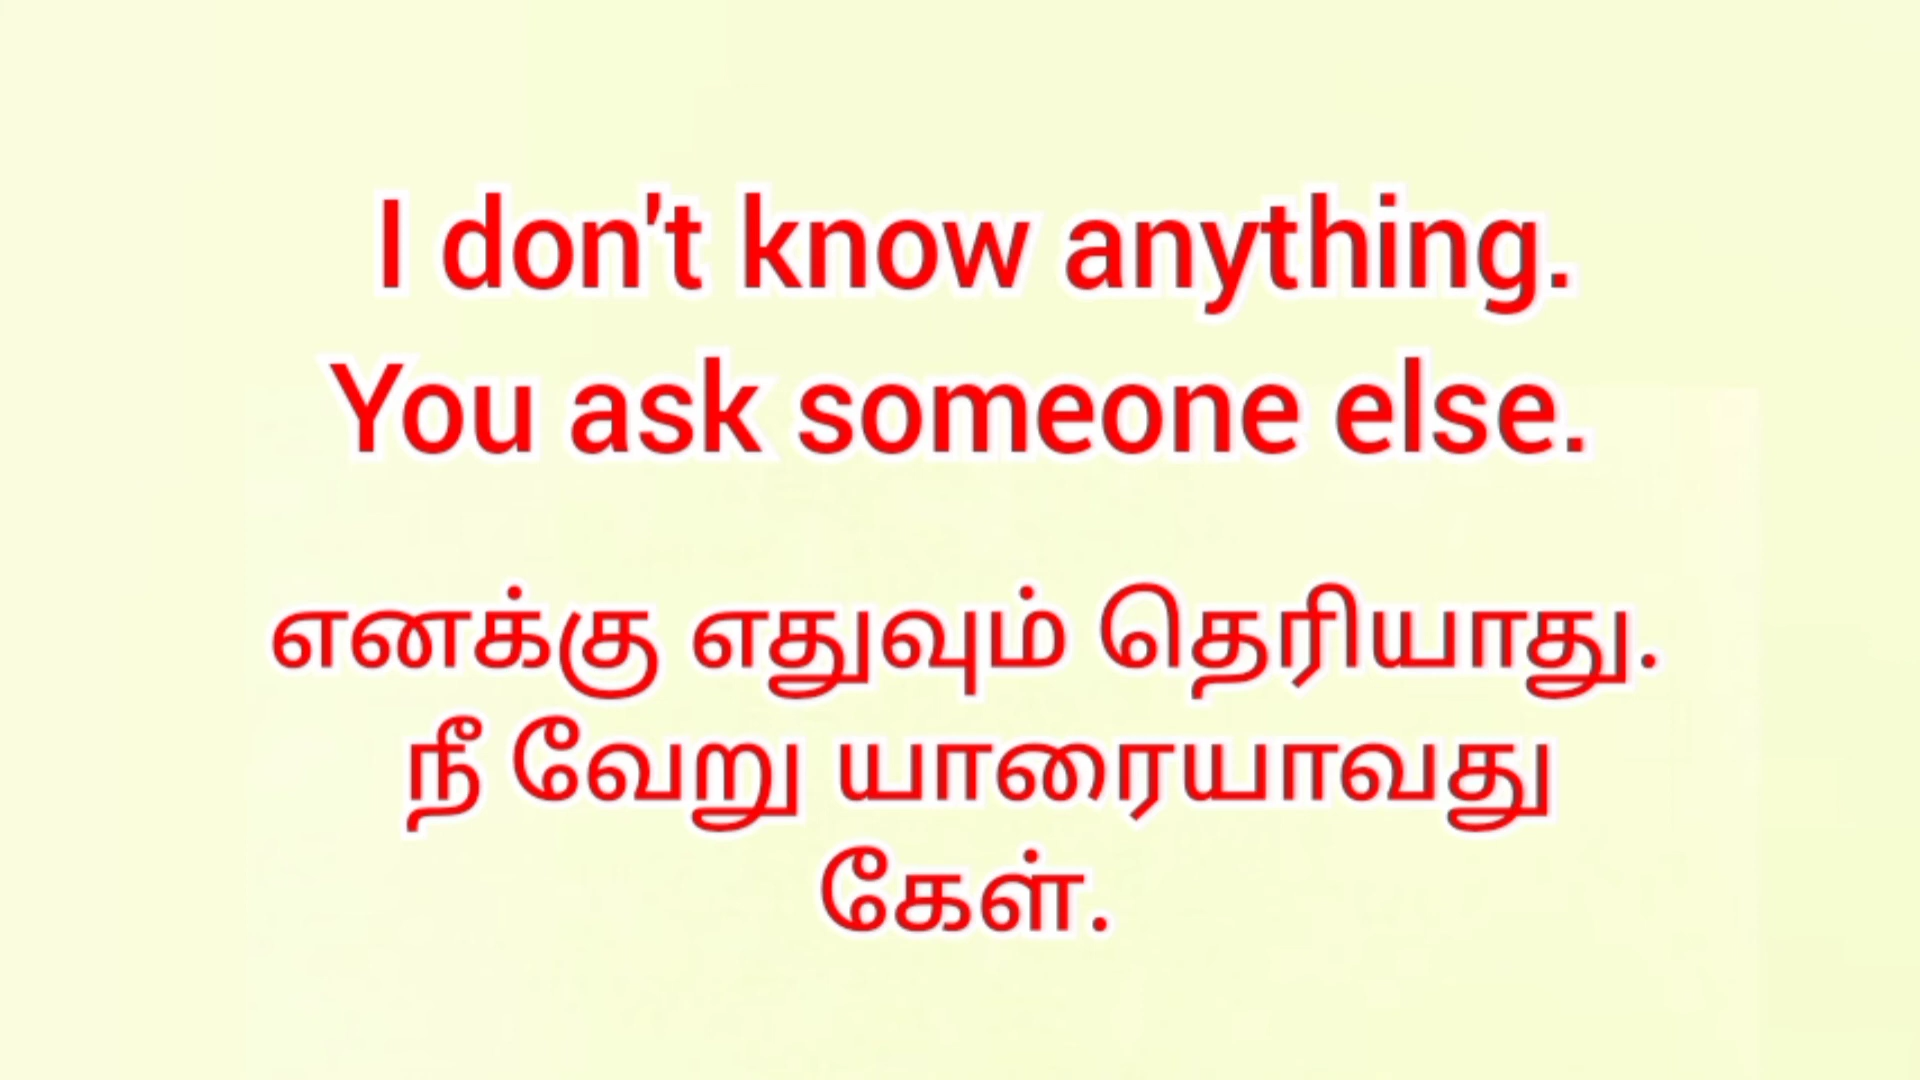 I don't know anything.
You ask someone else.
எனக்கு எதுவும் தெரியாது.
நீ வேறு யாரையாவது
கேள்.